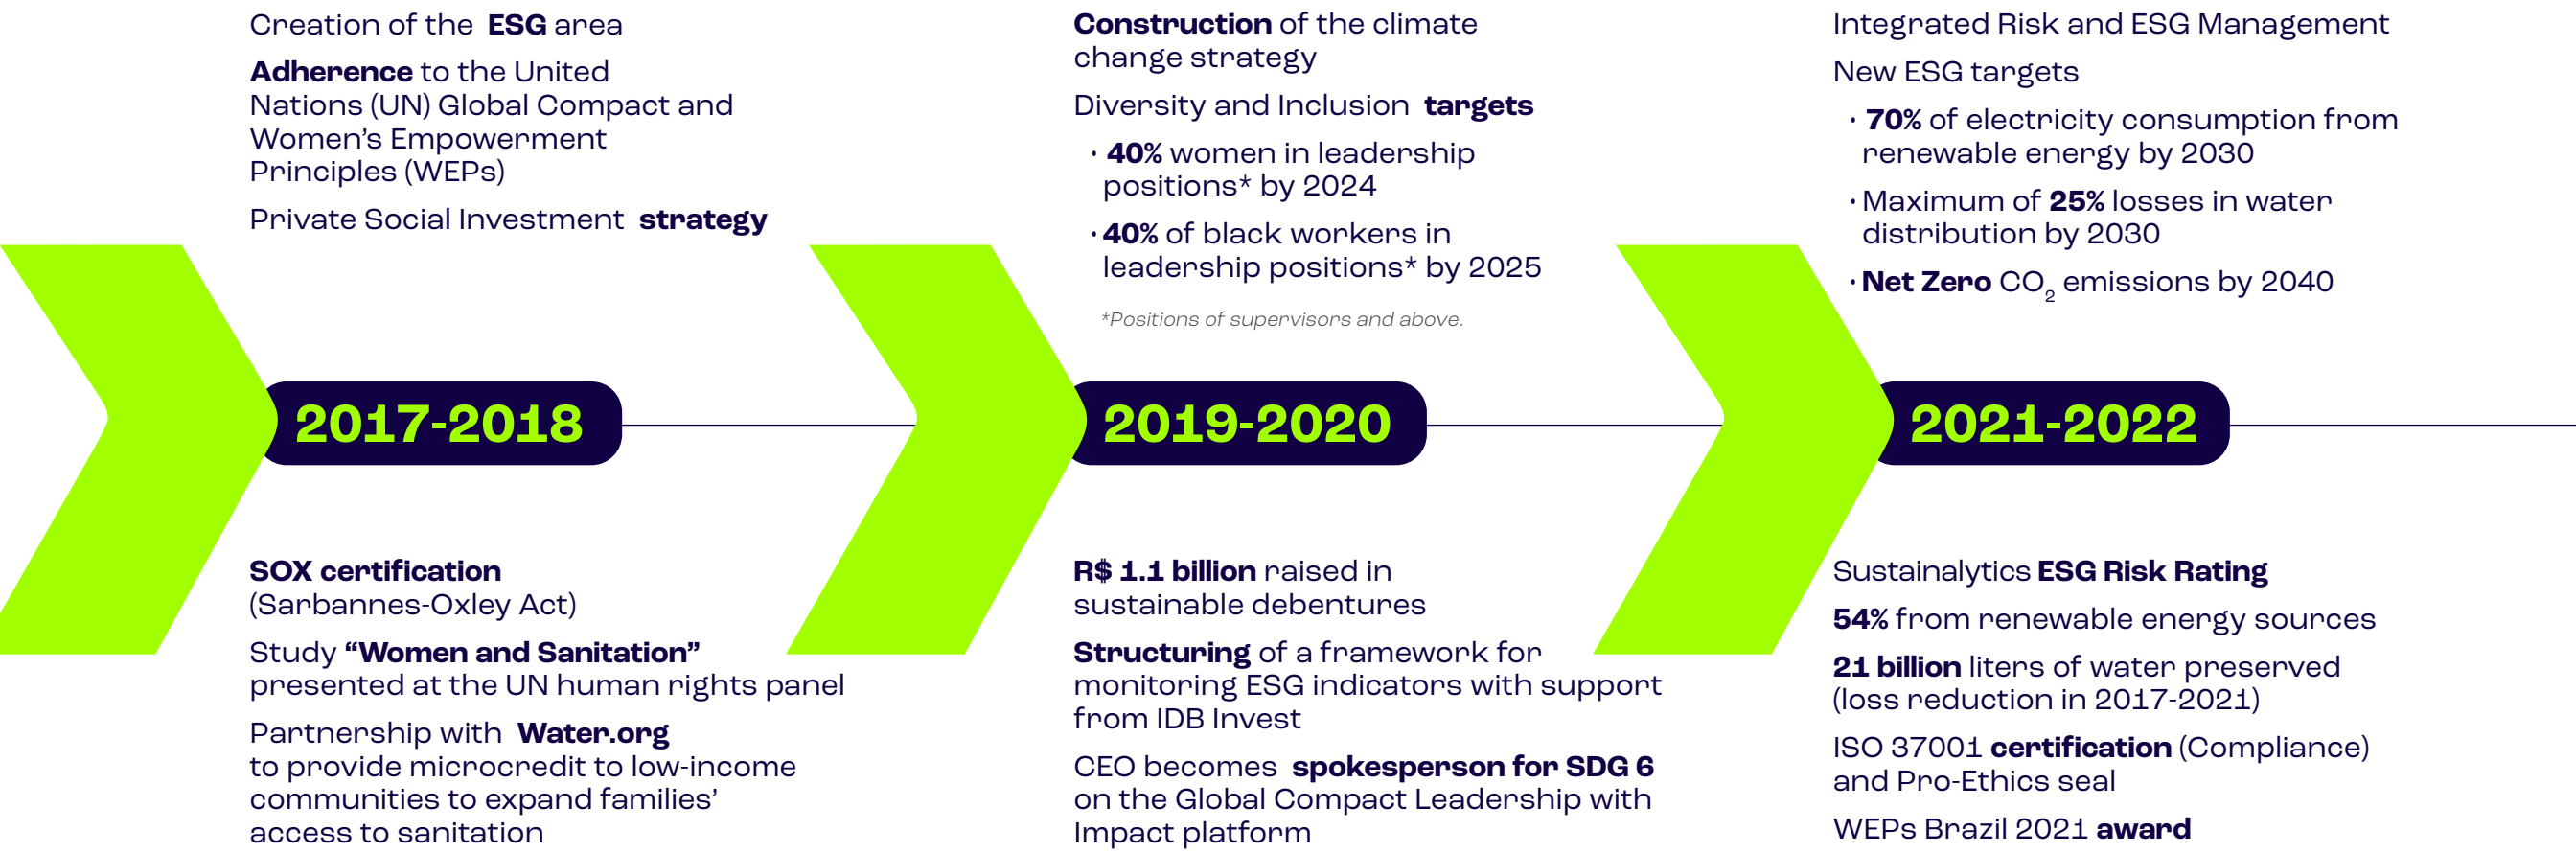 Creation of the ESG area
Adherence to the United
Nations (UN) Global Compact and
Women's Empowerment
Principles (WEPs)
Private Social Investment strategy
2017-2018
SOX certification
(Sarbannes-Oxley Act)
Study “Women and Sanitation”
presented at the UN human rights panel
Partnership with Water.org
to provide microcredit to low-income
communities to expand families’
access to sanitation
Construction of the climate
change strategy
Diversity and Inclusion targets
· 40% women in leadership
positions* by 2024
· 40% of black workers in
leadership positions* by 2025
*Positions of supervisors and above.
2019-2020
R$ 1.1 billion raised in
sustainable debentures
Structuring of a framework for
monitoring ESG indicators with support
from IDB Invest
CEO becomes spokesperson for SDG 6
on the Global Compact Leadership with
Impact platform
Integrated Risk and ESG Management
New ESG targets
· 70% of electricity consumption from
renewable energy by 2030
· Maximum of 25% losses in water
distribution by 2030
· Net Zero CO₂ emissions by 2040
2021-2022
Sustainalytics ESG Risk Rating
54% from renewable energy sources
21 billion liters of water preserved
(loss reduction in 2017-2021)
ISO 37001 certification (Compliance)
and Pro-Ethics seal
WEPs Brazil 2021 award